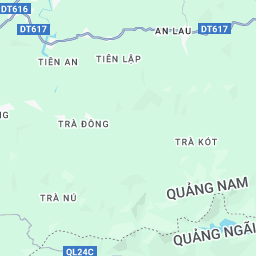 DT616
DT617
AN LAU
DT617
TIÊN AN
TIÊN LẬP
NG
TRÀ ĐÔNG
TRÀ KÓT
TRÀ NÚ
QUẢNG NAM
QUẢNG NGÃI
QL24C